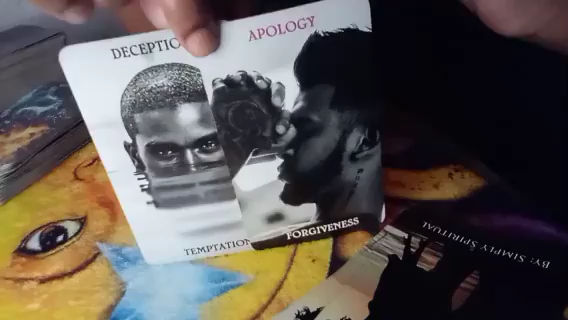 DECEPTIO
APOLOGY
TEMPTATION
FORGIVENESS
BY: SIMPLY SPIRITUAL